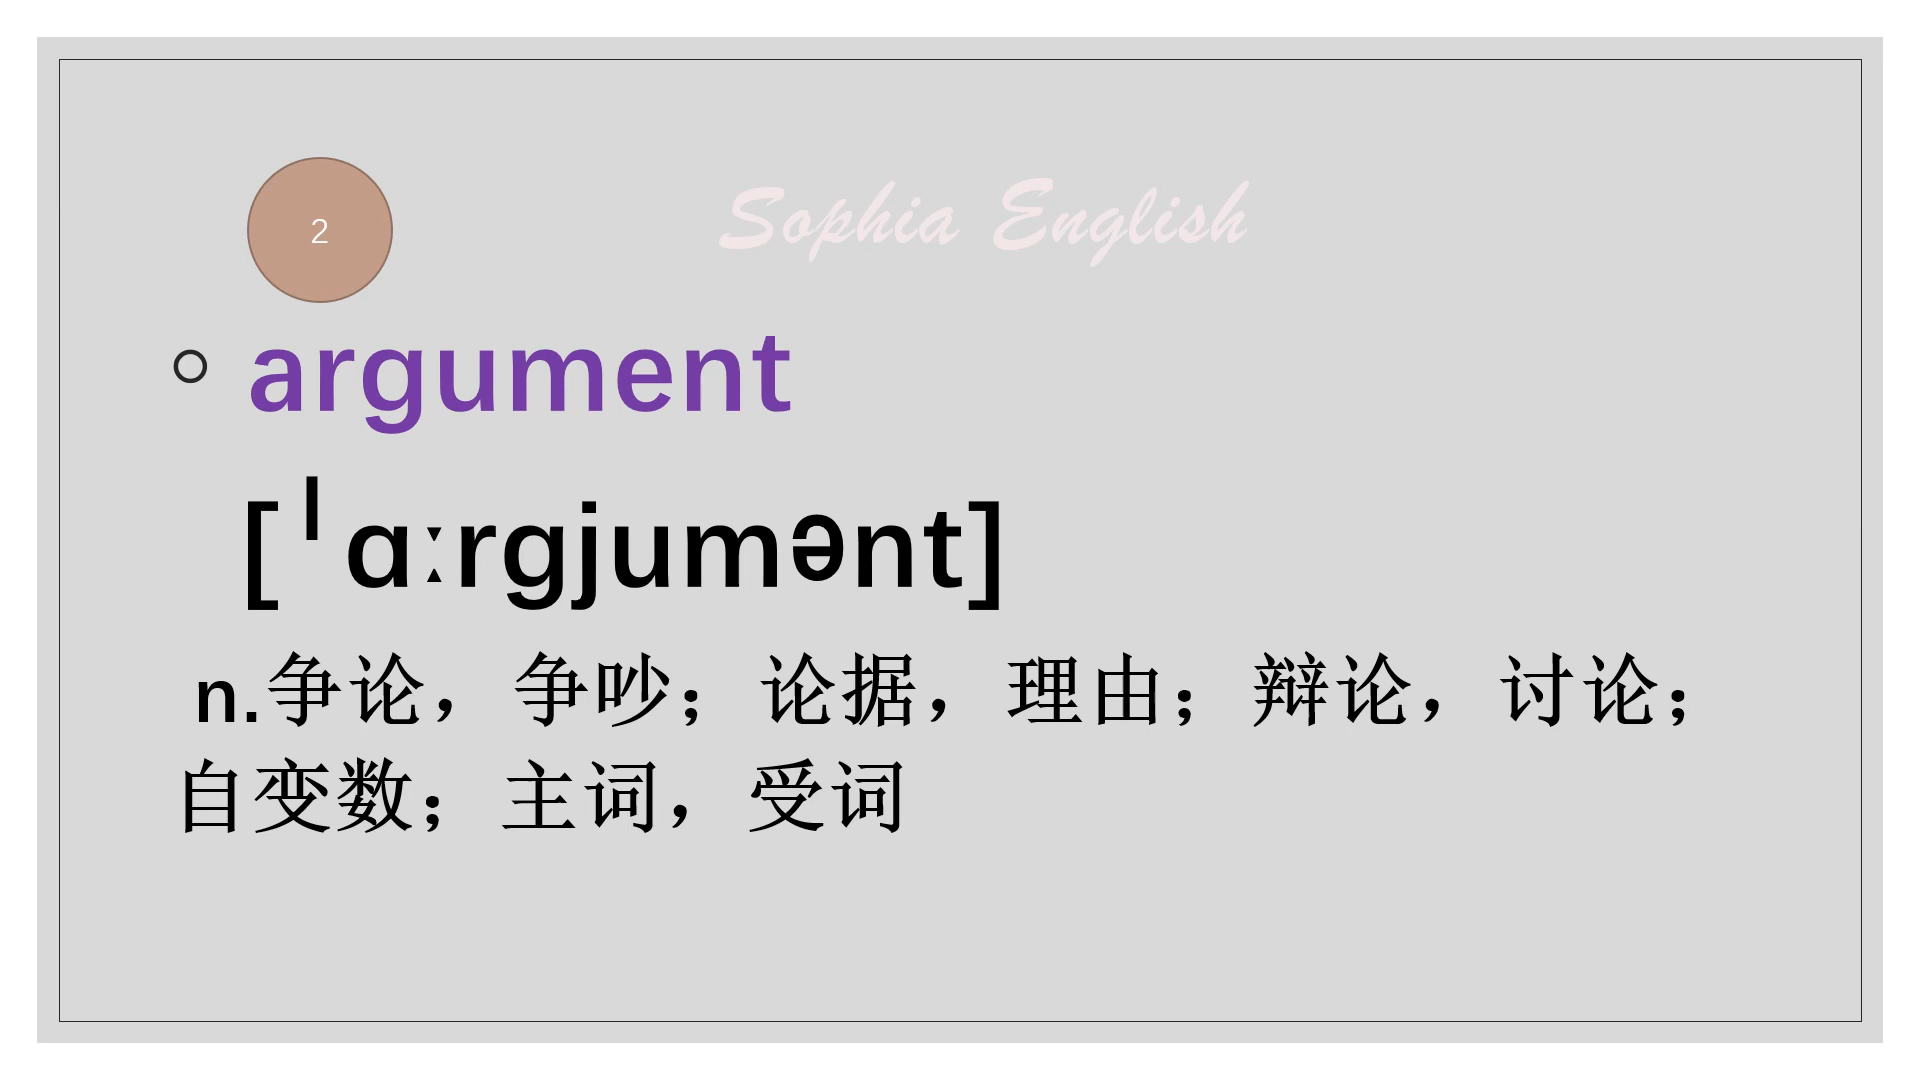 2
Sophia English
argument
[ˈɑːrɡjumənt]
n.争论，争吵；论据，理由；辩论，讨论；
自变数；主词，受词